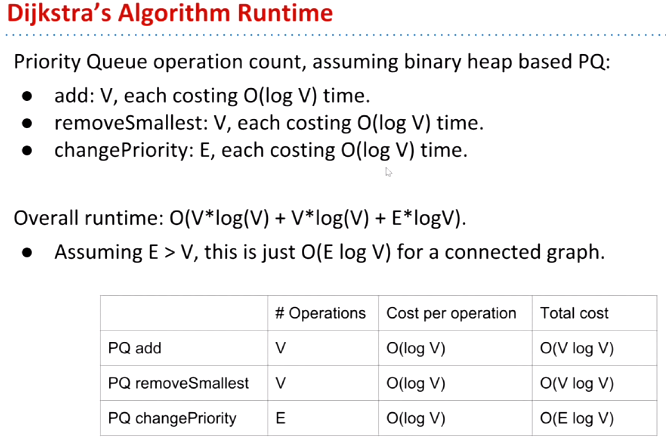 Dijkstra’s Algorithm Runtime
Priority Queue operation count, assuming binary heap based PQ:
● add: V, each costing O(log V) time.
● removeSmallest: V, each costing O(log V) time.
● changePriority: E, each costing O(log V) time.
Overall runtime: O(V*log(V) + V*log(V) + E*logV).
● Assuming E > V, this is just O(E log V) for a connected graph.
# Operations Cost per operation Total cost
PQ add V O(log V) O(V log V)
PQ removeSmallest V O(log V) O(V log V)
PQ changePriority E O(log V) O(E log V)